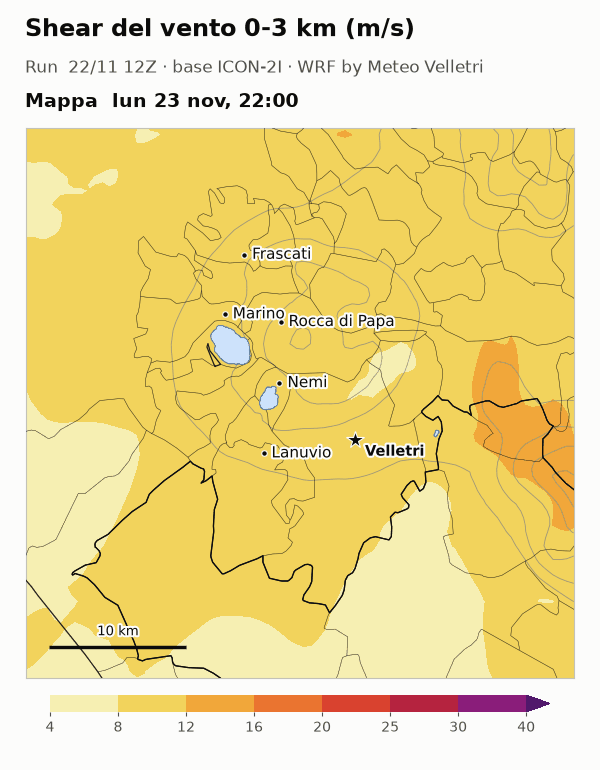 Shear del vento 0-3 km (m/s)
Run  22/11 12Z · base ICON-2I · WRF by Meteo Velletri
Mappa  lun 23 nov, 22:00
Frascati
Marino
Rocca di Papa
Nemi
Velletri
Lanuvio
10 km
4 8 12 16 20 25 30 40